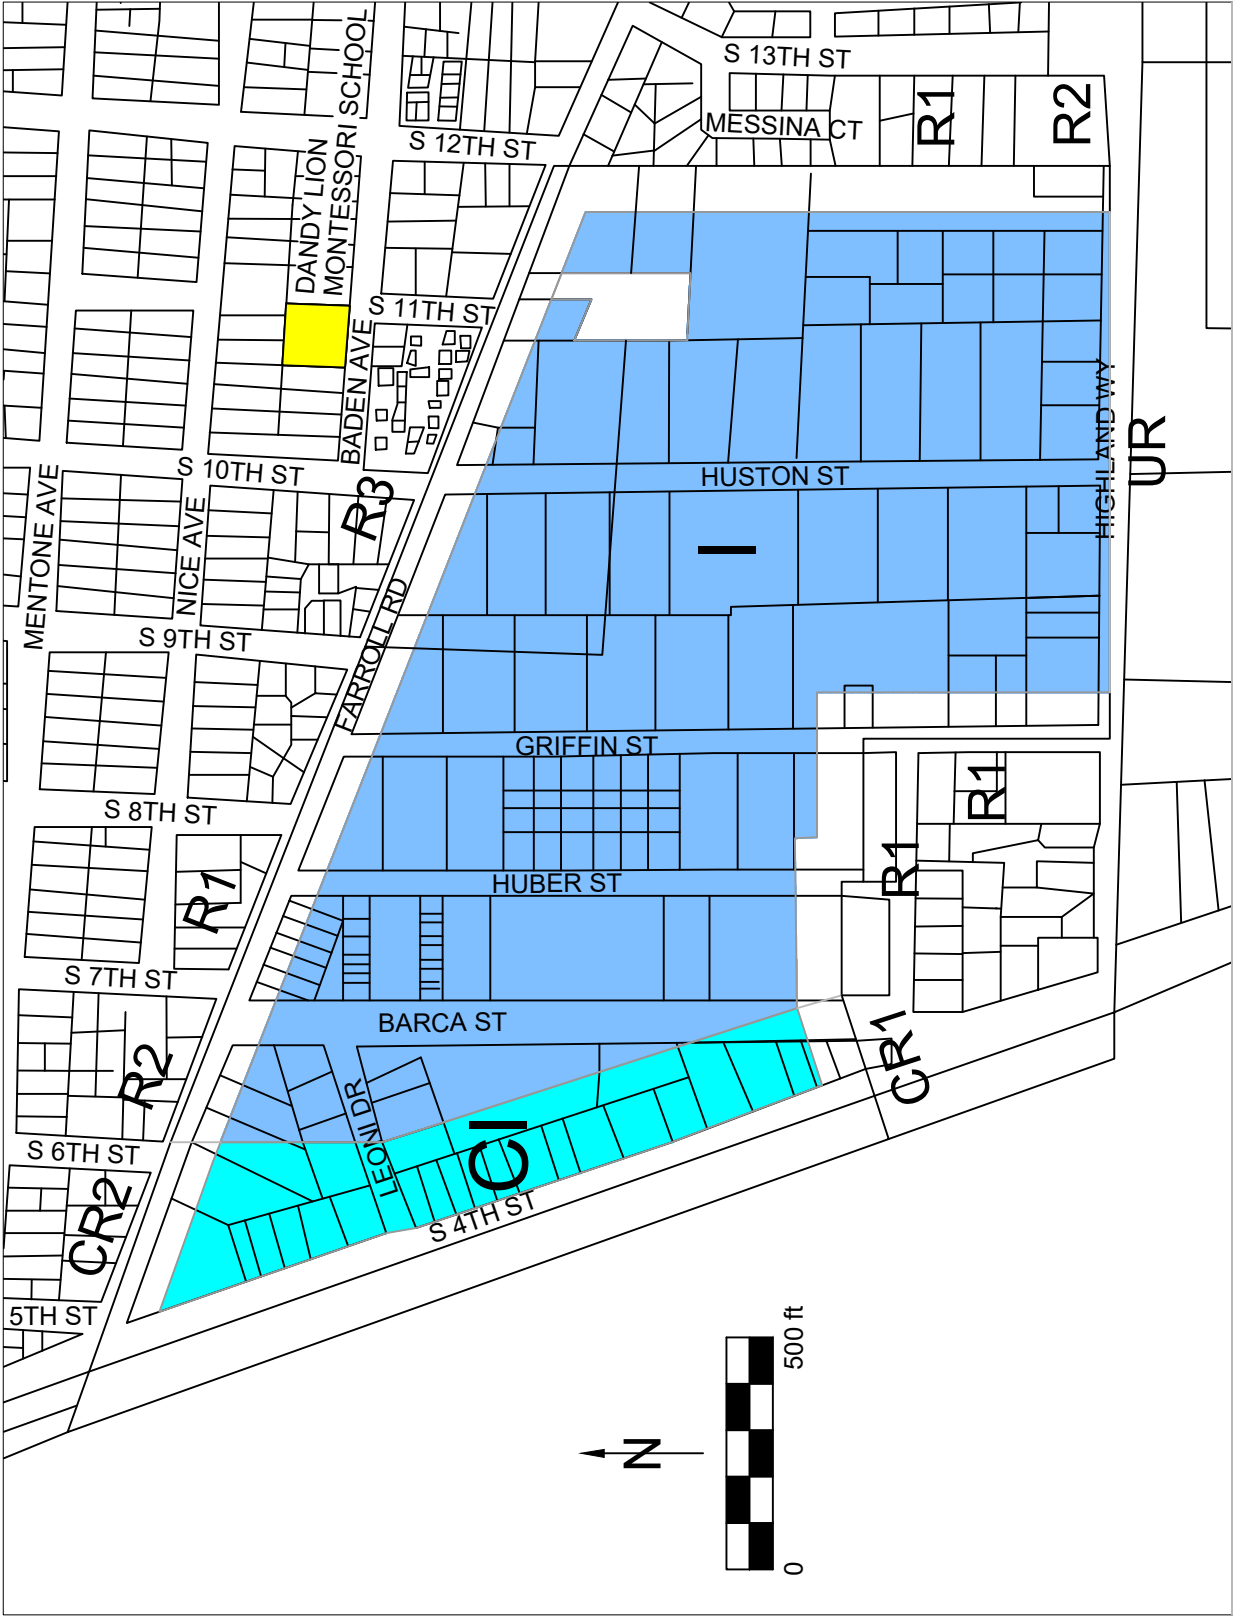 S 13TH ST
R1
R2
MESSINA CT
S 12TH ST
DANDY LION
MONTESSORI SCHOOL
S 11TH ST
BADEN AVE
HIGHLAND WY
UR
S 10TH ST
HUSTON ST
MENTONE AVE
NICE AVE
R3
I
FARROLL RD
S 9TH ST
GRIFFIN ST
R1
S 8TH ST
R1
HUBER ST
R1
S 7TH ST
BARCA ST
CR1
R2
LEONI DR
CI
S 6TH ST
CR2
S 4TH ST
5TH ST
500 ft
N
0